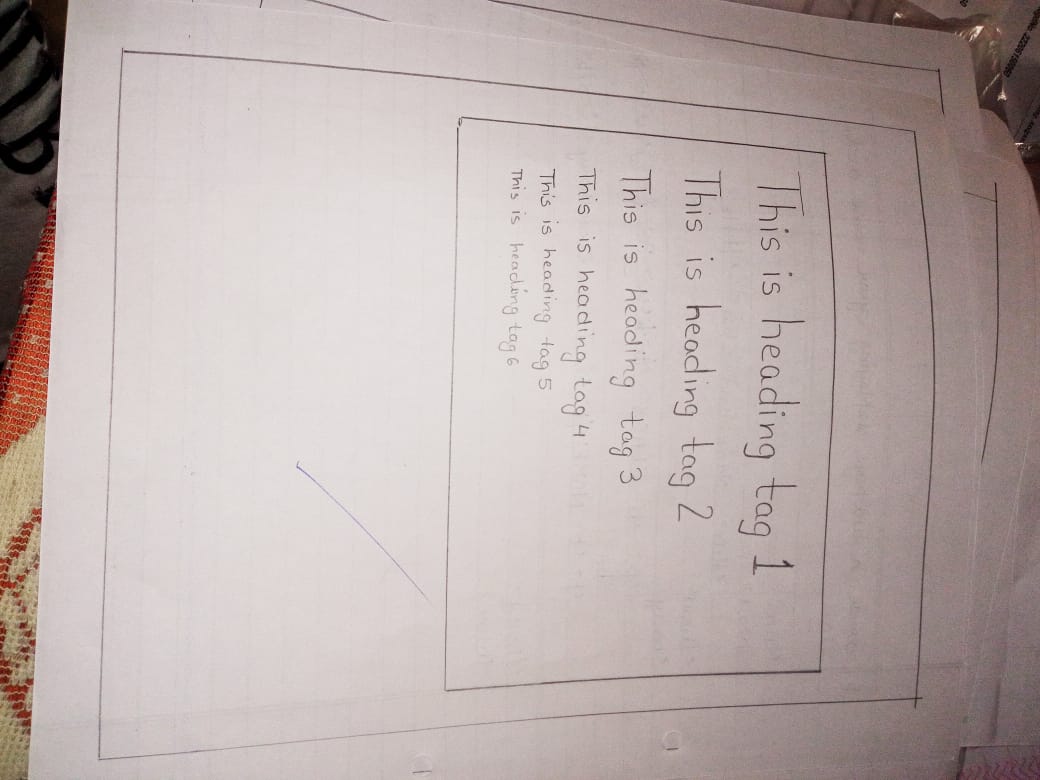 This is heading tag 1
This is heading tag 2
This is heading tag 3
This is heading tag 4
This is heading tag 5
This is heading tag 6